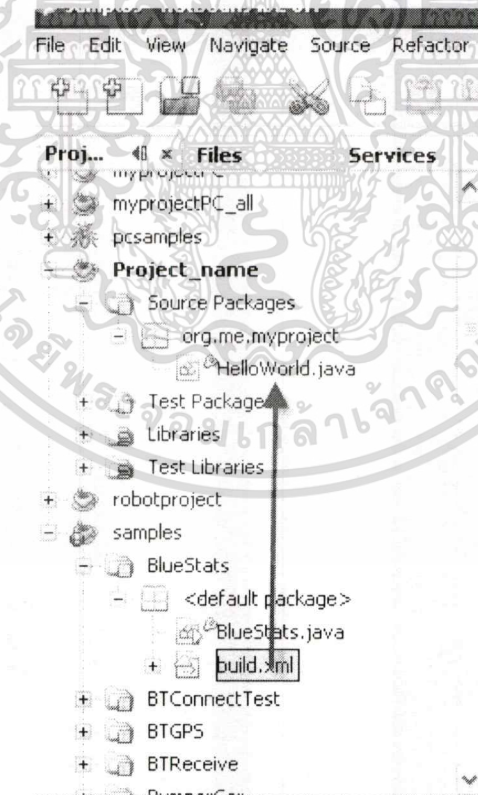 File Edit View Navigate Source Refactor
Proj... Files Services
myprojectPC_all
pcsamples
Project_name
Source Packages
org.me.myproject
HelloWorld.java
Test Package
Libraries
Test Libraries
robotproject
samples
BlueStats
<default package>
BlueStats.java
build.xml
BTConnectTest
BTGPS
BTReceive